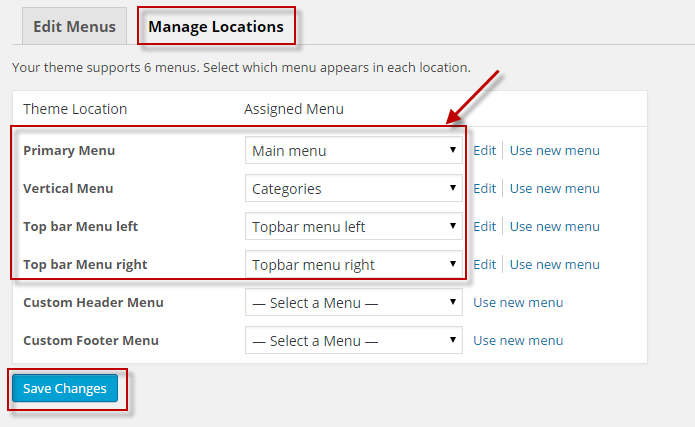 Edit Menus Manage Locations
Your theme supports 6 menus. Select which menu appears in each location.
Theme Location Assigned Menu
Primary Menu Main menu Edit Use new menu
Vertical Menu Categories Edit Use new menu
Top bar Menu left Topbar menu left Edit Use new menu
Top bar Menu right Topbar menu right Edit Use new menu
Custom Header Menu — Select a Menu — Use new menu
Custom Footer Menu — Select a Menu — Use new menu
Save Changes